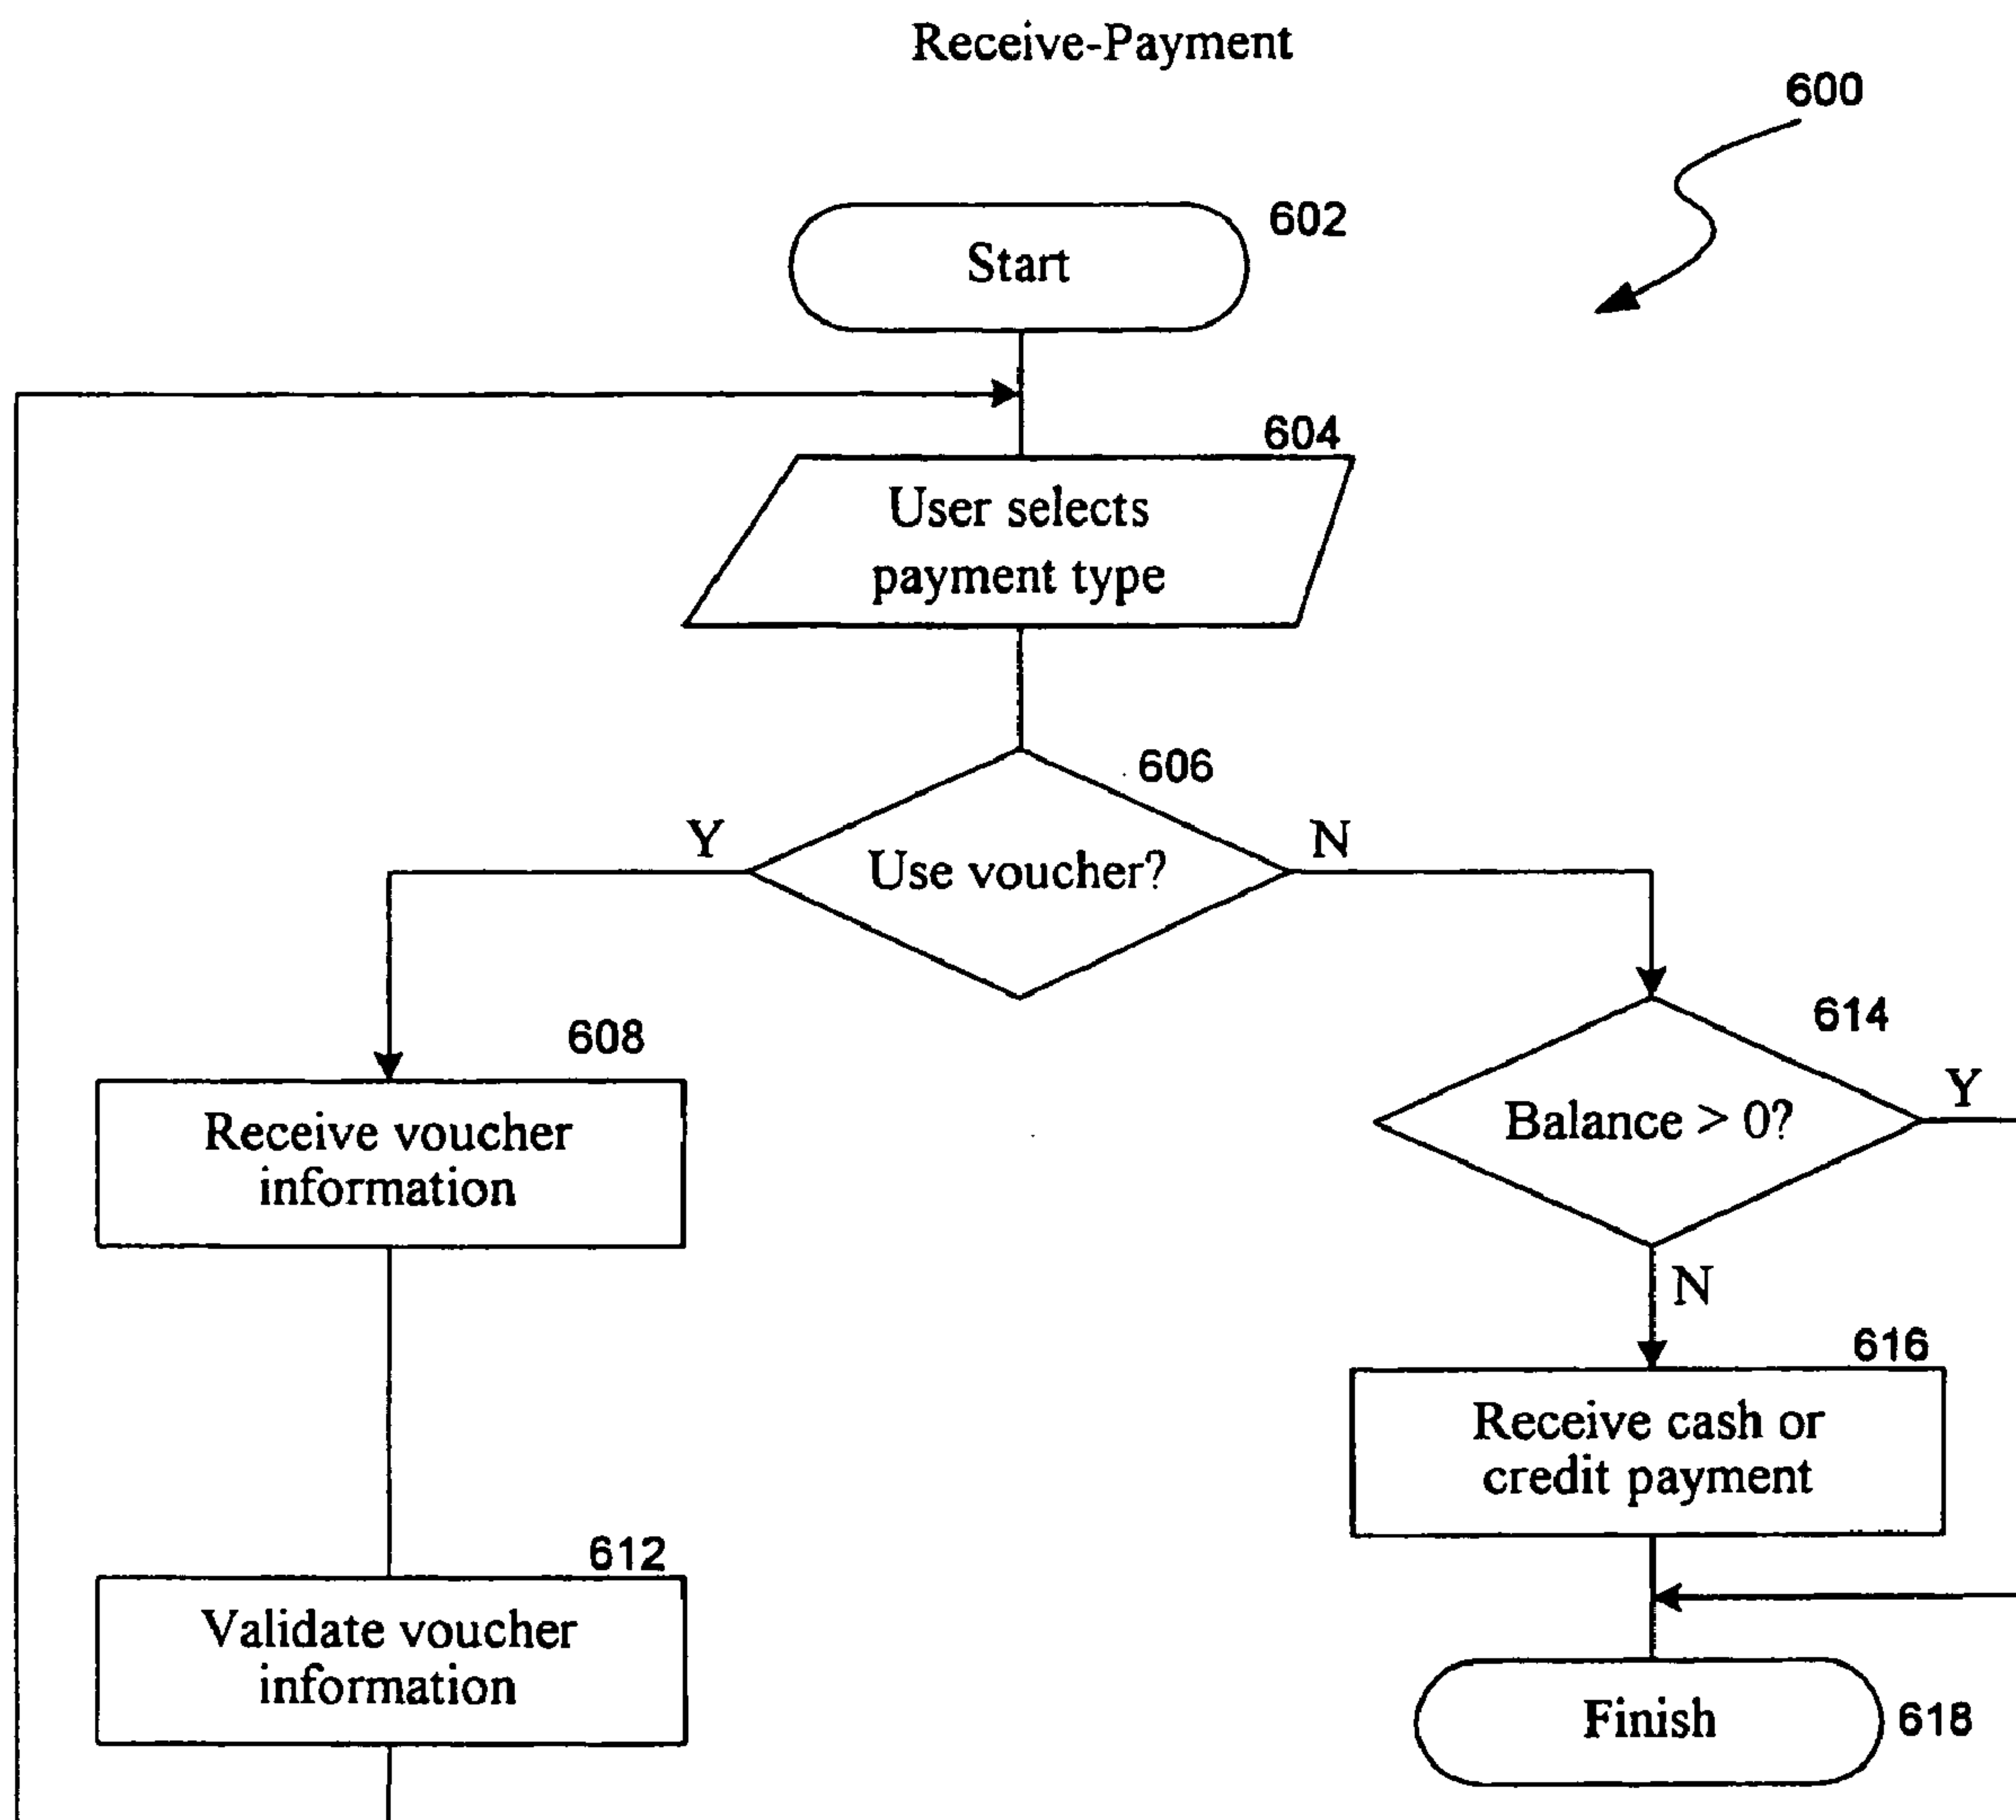 Receive-Payment
600
602
Start
604
User selects
payment type
606
Y
Use voucher?
N
608
614
Receive voucher
information
Balance > 0?
Y
N
616
Receive cash or
credit payment
612
Validate voucher
information
Finish
618